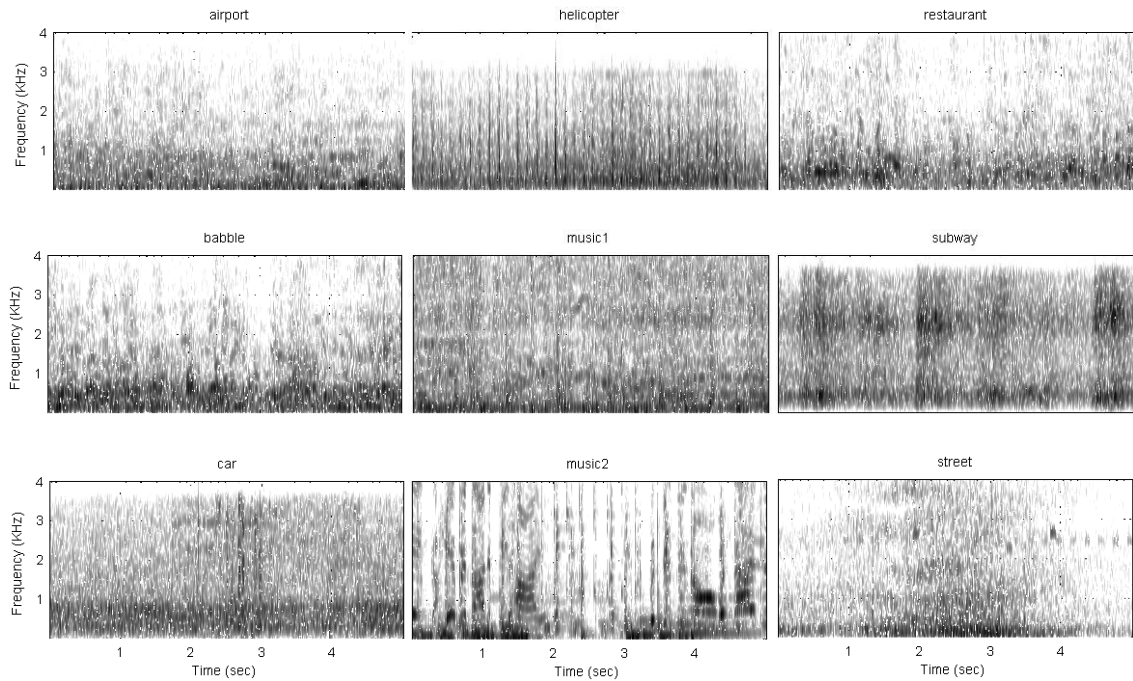 airport
helicopter
restaurant
Frequency (KHz)
4
3
2
1
babble
music1
subway
Frequency (KHz)
4
3
2
1
car
music2
street
Frequency (KHz)
4
3
2
1
1 2 3 4
Time (sec)
1 2 3 4
Time (sec)
1 2 3 4
Time (sec)